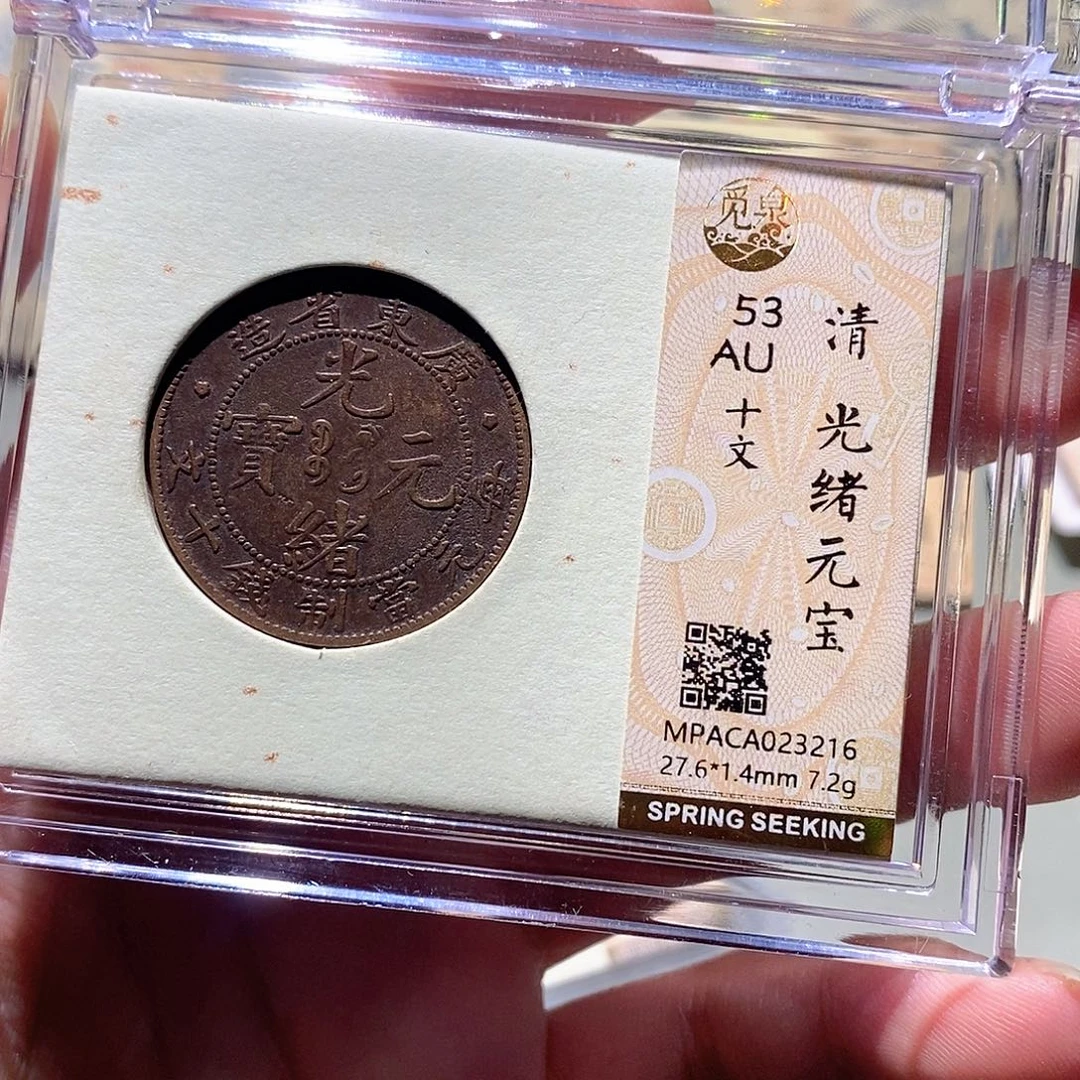 廣東省造
光緒元寶
每元當制錢十文
觅泉
53
AU
十文
清 光绪元宝
MPACA023216
27.6*1.4mm 7.2g
SPRING SEEKING